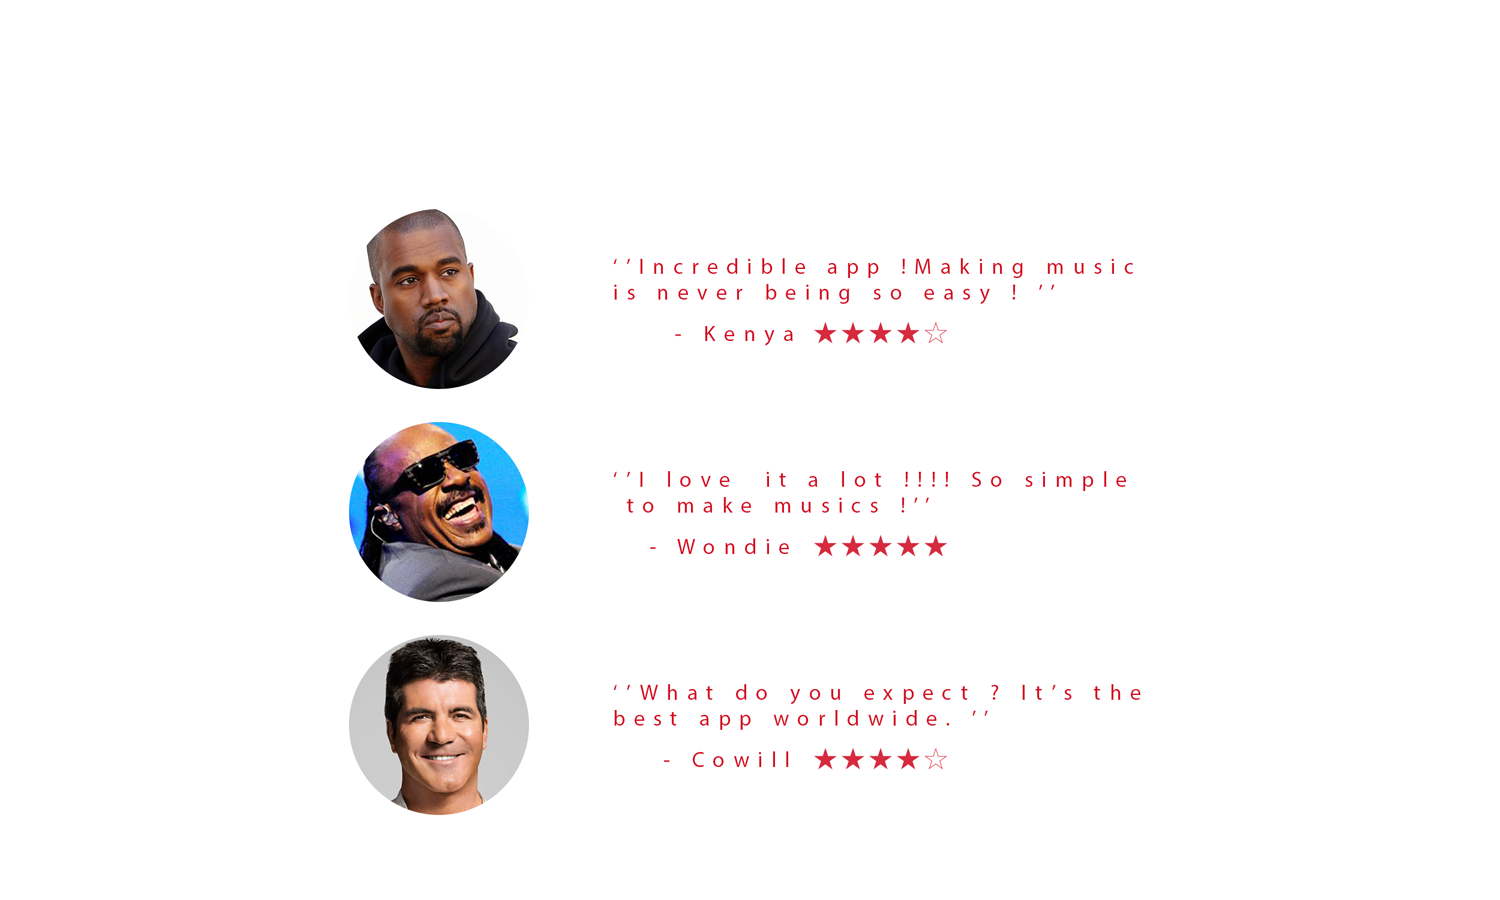 ‘’Incredible app !Making music
is never being so easy ! ’’
- Kenya ★★★★☆
‘’I love it a lot !!!! So simple
to make musics !’’
- Wondie ★★★★★
‘’What do you expect ? It’s the
best app worldwide. ’’
- Cowill ★★★★☆